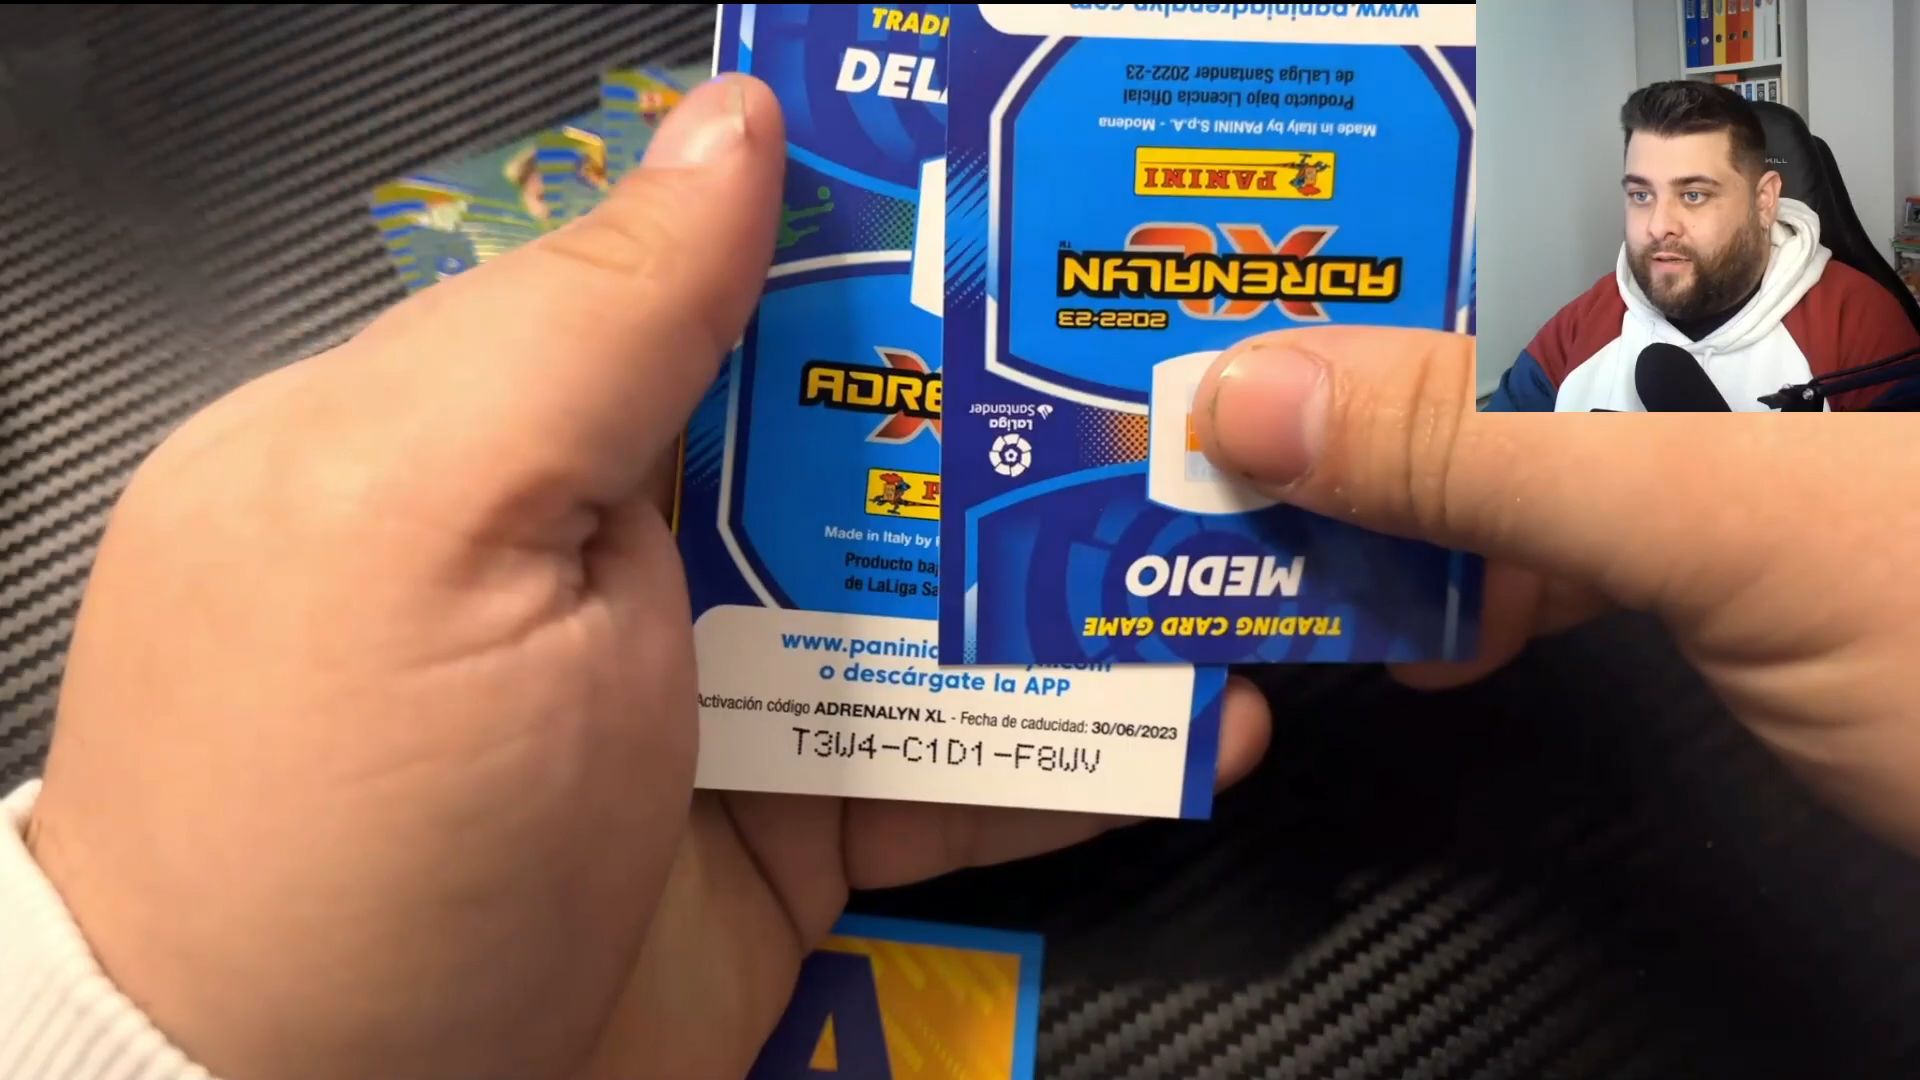 TRADI
DEL
ADRE
Made in Italy by
Producto baj
de LaLiga Sa
www.paninia
o descárgate la APP
Activación código ADRENALYN XL - Fecha de caducidad: 30/06/2023
T3W4-C1D1-F8WV
www.paniniadrenalyn.com
de LaLiga Santander 2022-23
Producto bajo Licencia Oficial
Made in Italy by PANINI S.p.A. - Modena
PANINI
XL
ADRENALYN
2022-23
LaLiga
Santander
MEDIO
TRADING CARD GAME
A